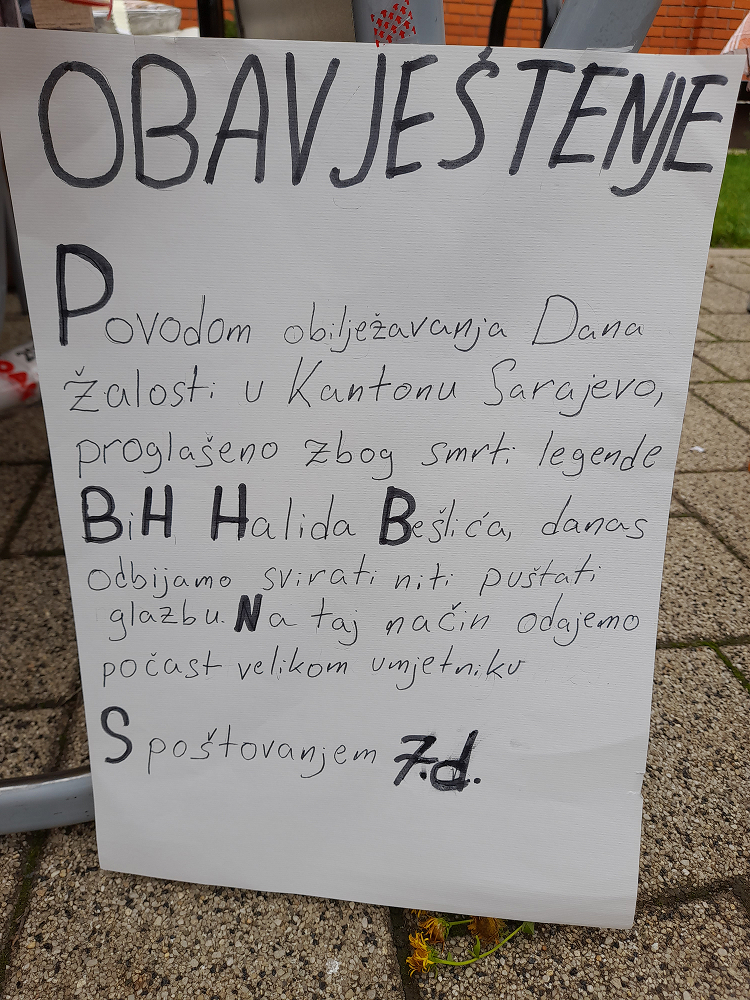 OBAVJEŠTENJE
Povodom obilježavanja Dana
žalosti u Kantonu Sarajevo,
proglašeno zbog smrti legende
BiH Halida Bešlića, danas
odbijamo svirati niti puštati
glazbu. Na taj način odajemo
počast velikom umjetniku
S poštovanjem 7.d.